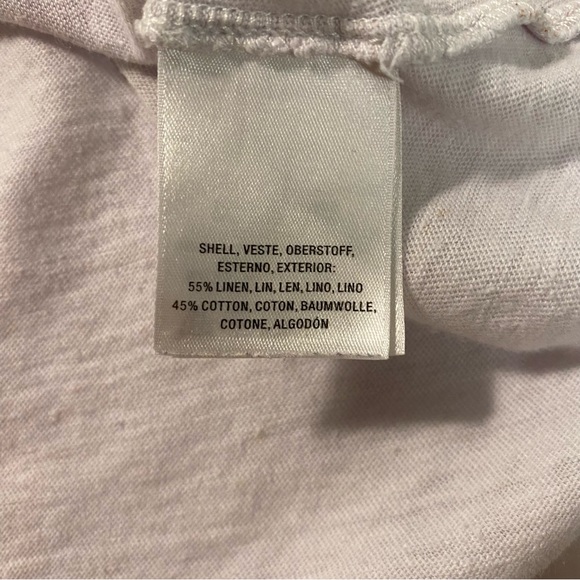 SHELL, VESTE, OBERSTOFF,
ESTERNO, EXTERIOR:
55% LINEN, LIN, LEN, LINO, LINO
45% COTTON, COTON, BAUMWOLLE,
COTONE, ALGODÓN